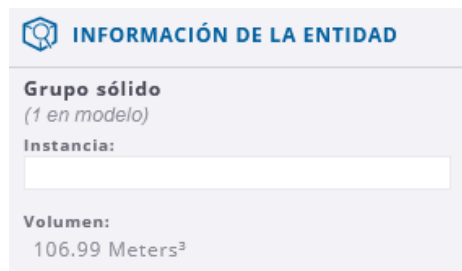 INFORMACIÓN DE LA ENTIDAD
Grupo sólido
(1 en modelo)
Instancia:
Volumen:
106.99 Meters³